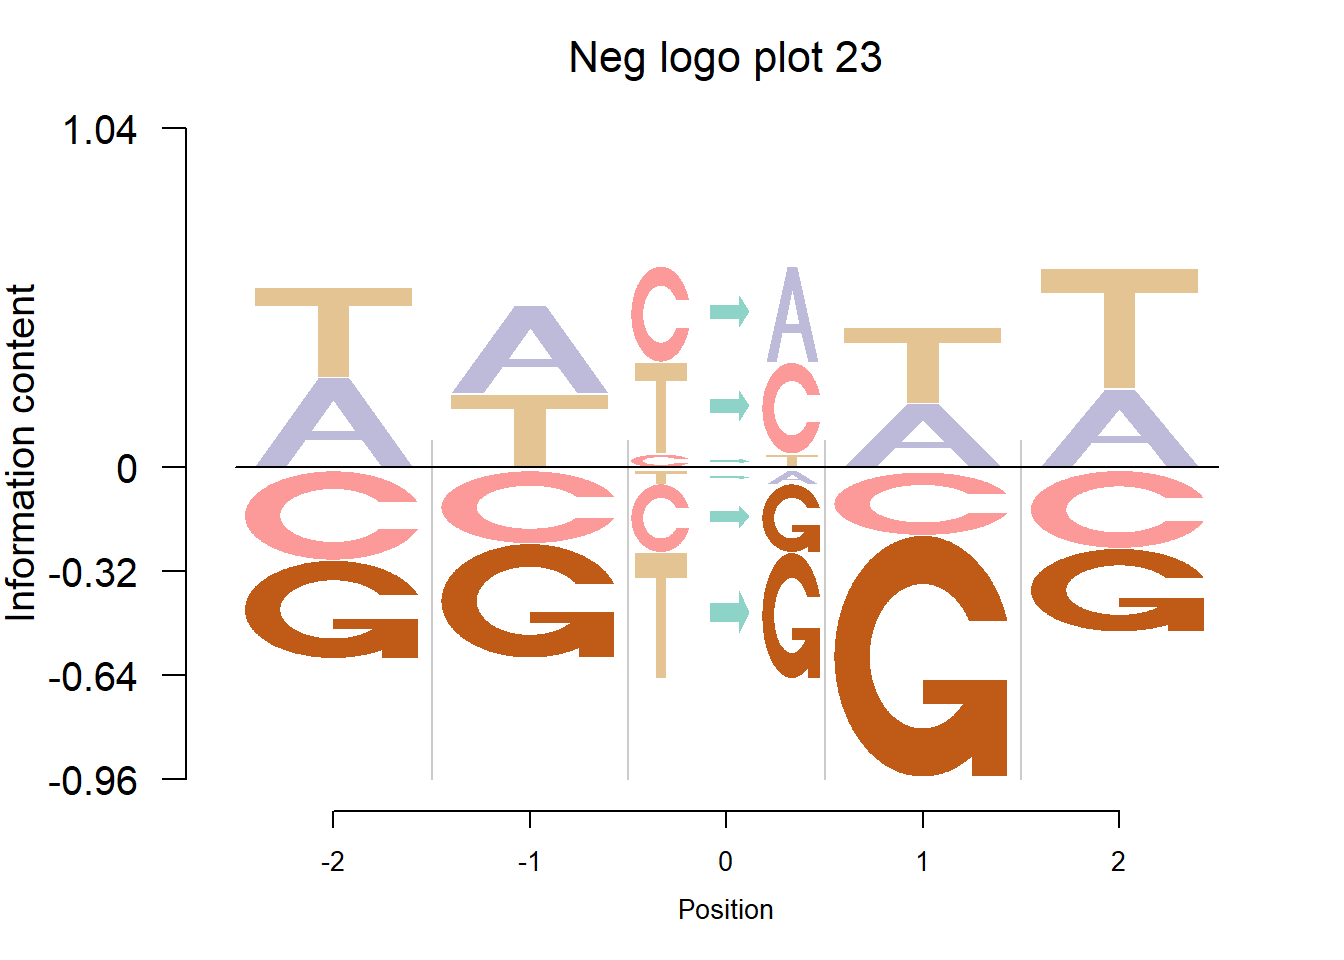 Neg logo plot 23
Information content
1.04
0
-0.32
-0.64
-0.96
T A T C A T T
A T T C A A
C T
C C T A C C
G G C G G G
T G
-2 -1 0 1 2
Position